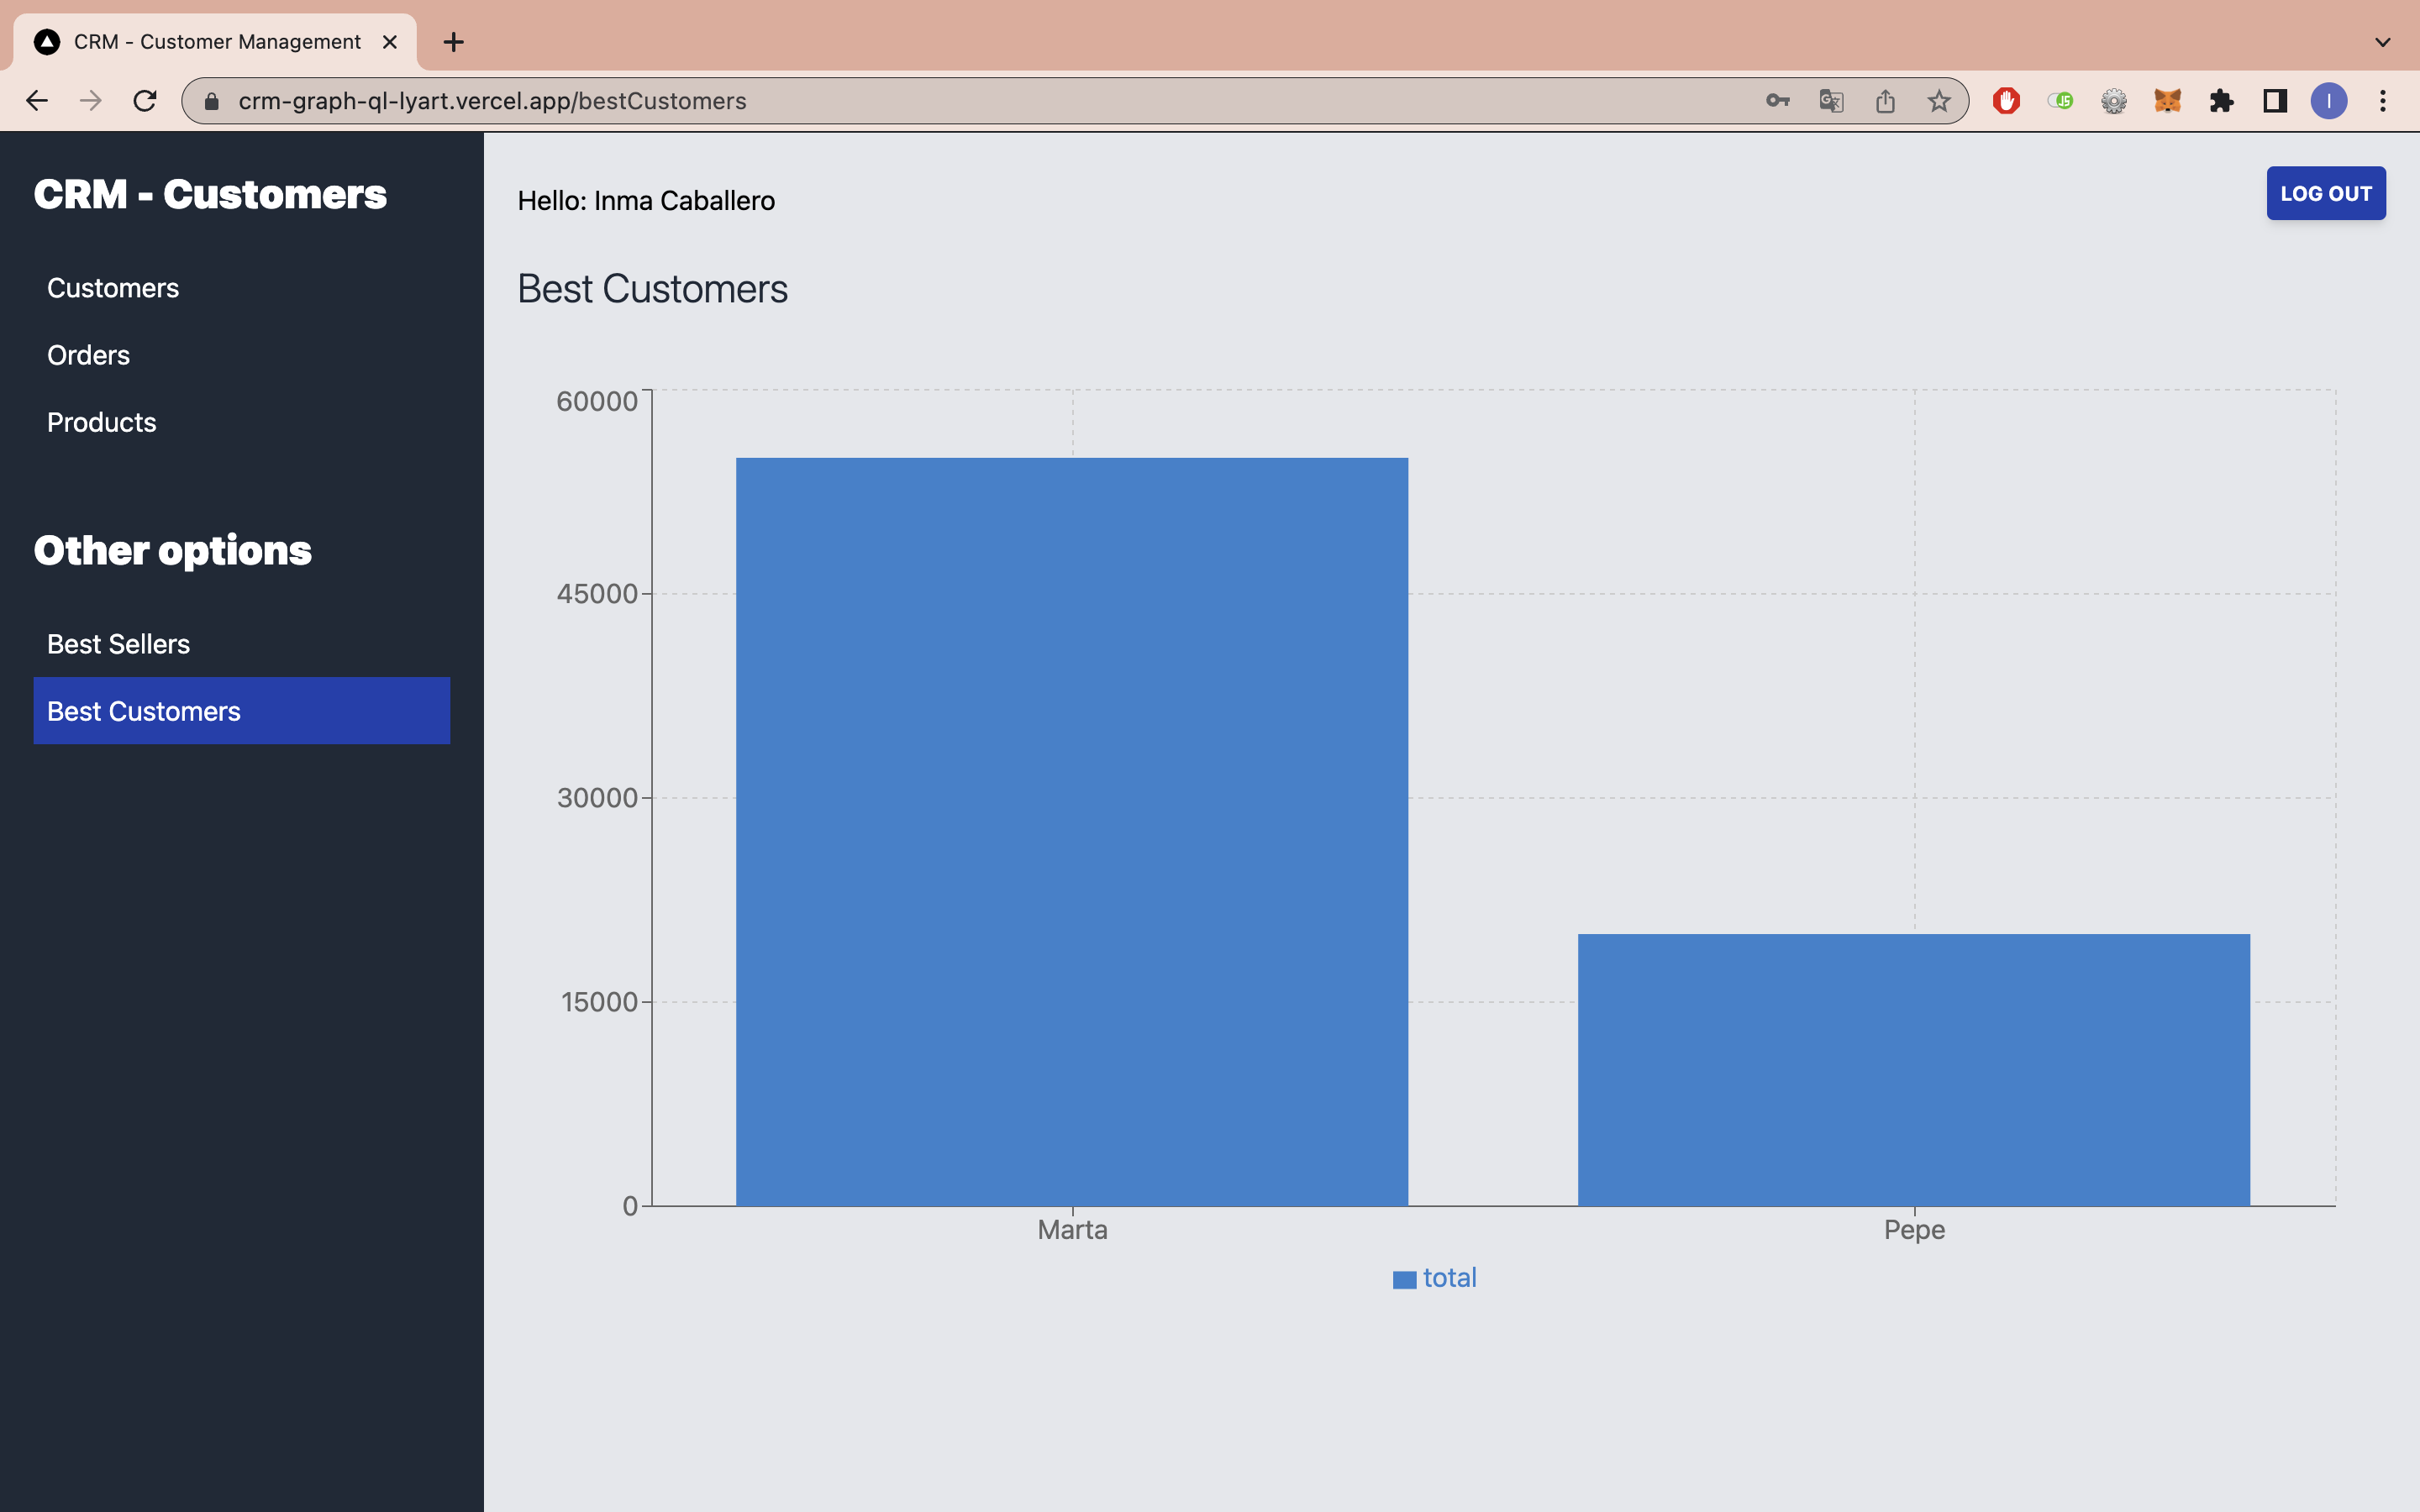 CRM - Customer Management
crm-graph-ql-lyart.vercel.app/bestCustomers
I
CRM - Customers
Customers
Orders
Products
Other options
Best Sellers
Best Customers
Hello: Inma Caballero
LOG OUT
Best Customers
60000
45000
30000
15000
0
Marta
Pepe
total